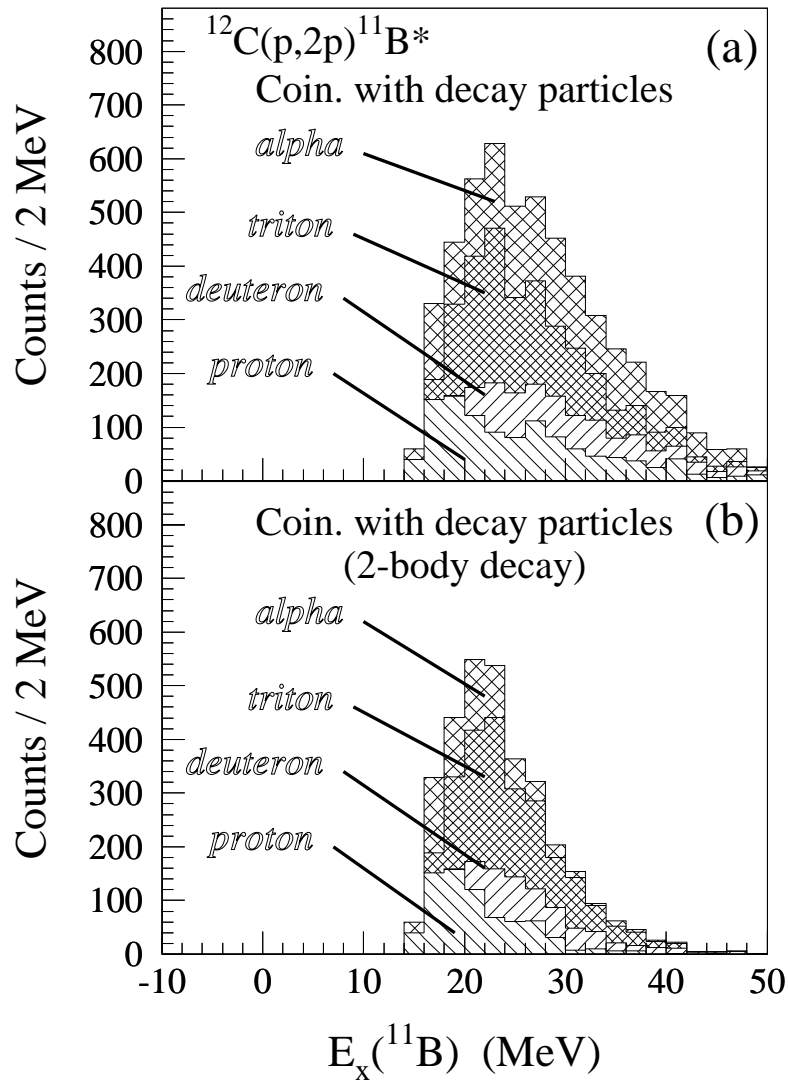 ¹²C(p,2p)¹¹B*
(a)
Coin. with decay particles
alpha
triton
deuteron
proton
Counts / 2 MeV
800
700
600
500
400
300
200
100
0
Coin. with decay particles
(b)
(2-body decay)
alpha
triton
deuteron
proton
Counts / 2 MeV
800
700
600
500
400
300
200
100
0
-10 0 10 20 30 40 50
Eₓ(¹¹B) (MeV)